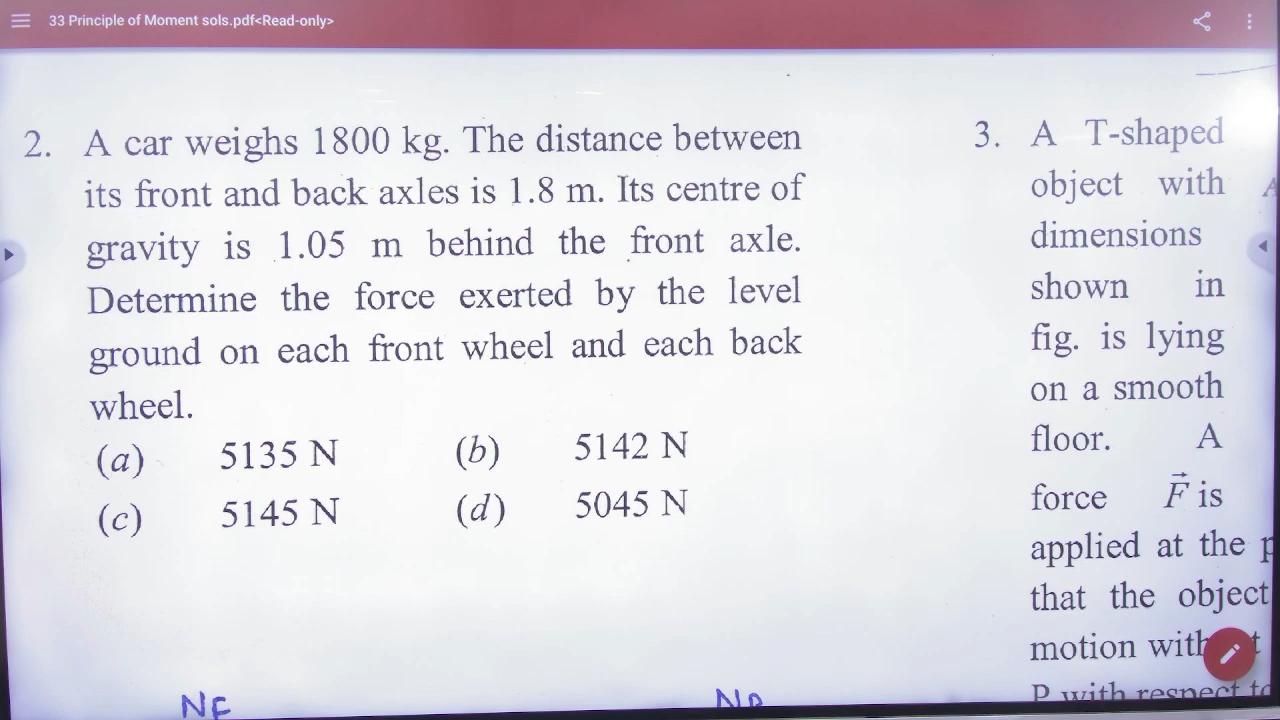 33 Principle of Moment sols.pdf<Read-only>
2. A car weighs 1800 kg. The distance between
its front and back axles is 1.8 m. Its centre of
gravity is 1.05 m behind the front axle.
Determine the force exerted by the level
ground on each front wheel and each back
wheel.
(a) 5135 N (b) 5142 N
(c) 5145 N (d) 5045 N
NF
3. A T-shaped
object with
dimensions
shown in
fig. is lying
on a smooth
floor. A
force F⃗ is
applied at the
that the object
motion
P with respect to